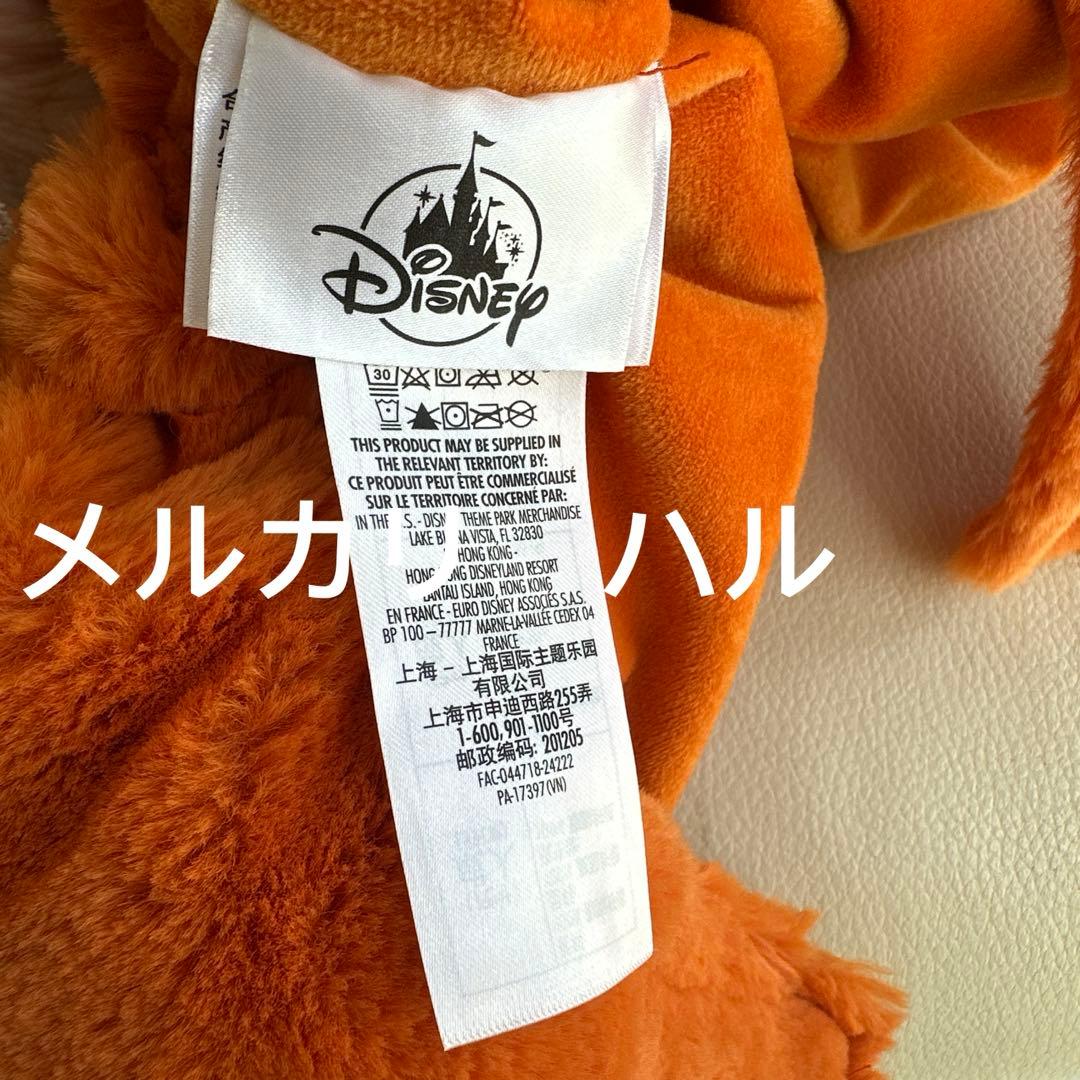 DISNEY
30
THIS PRODUCT MAY BE SUPPLIED IN
THE RELEVANT TERRITORY BY:
CE PRODUIT PEUT ÊTRE COMMERCIALISÉ
SUR LE TERRITOIRE CONCERNÉ PAR:
IN THE U.S. - DISNEY THEME PARK MERCHANDISE
LAKE BUENA VISTA, FL 32830
HONG KONG -
HONG KONG DISNEYLAND RESORT
LANTAU ISLAND, HONG KONG
EN FRANCE - EURO DISNEY ASSOCIÉS S.A.S.
BP 100 – 77777 MARNE-LA-VALLÉE CEDEX 04
FRANCE
メルカリ ハル
上海 – 上海国际主题乐园
有限公司
上海市申迪西路255弄
1-600,901-1100号
邮政编码: 201205
FAC-044718-24222
PA-17397(VN)